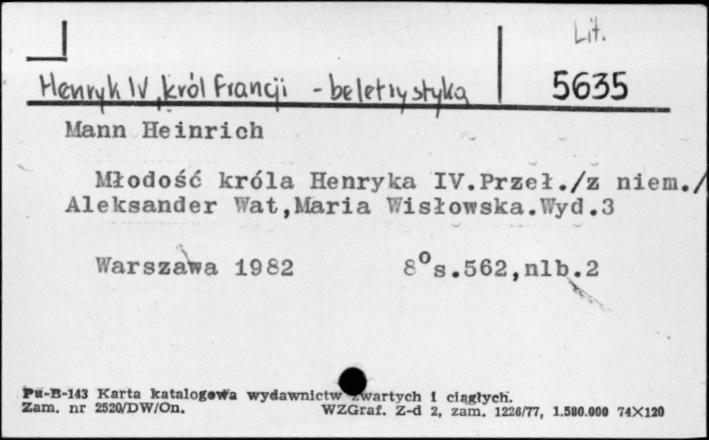 Lit.
Henryk IV, król Francji - beletrystyka 5635
Mann Heinrich
Młodość króla Henryka IV.Przeł./z niem./
Aleksander Wat,Maria Wisłowska.Wyd.3
Warszawa 1982 8°s.562,nlb.2
Pu-B-143 Karta katalogowa wydawnictw zwartych i ciągłych.
Zam. nr 2520/DW/On. WZGraf. Z-d 2, zam. 1226/77, 1.580.000 74X120